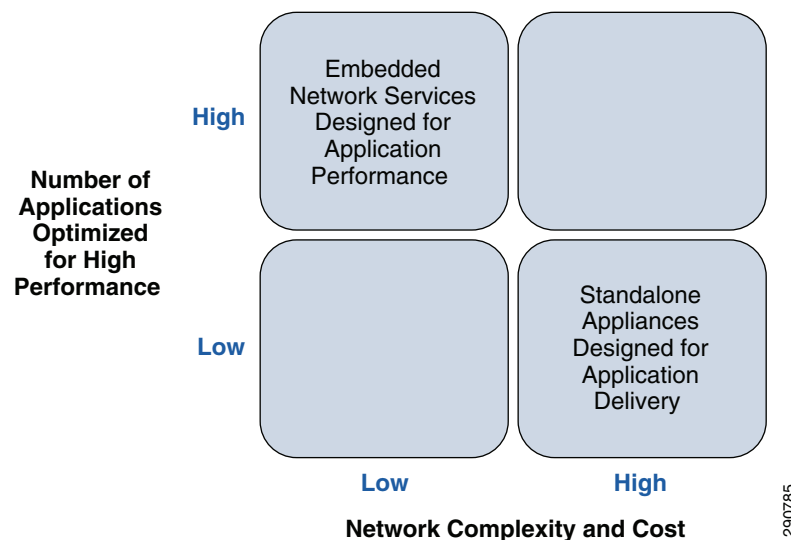 Embedded
Network Services
Designed for
Application
Performance
High
Number of
Applications
Optimized
for High
Performance
Standalone
Appliances
Designed for
Application
Delivery
Low
Low
High
Network Complexity and Cost
290785